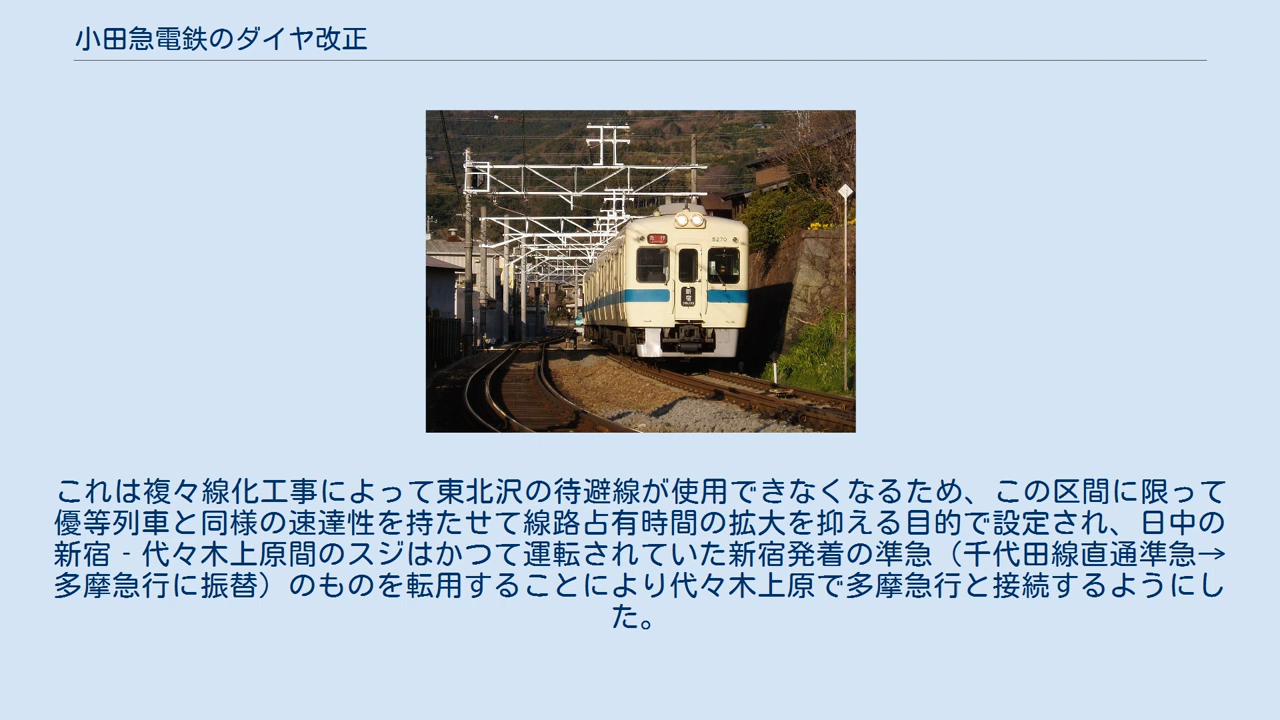 小田急電鉄のダイヤ改正
急行
5270
新宿
これは複々線化工事によって東北沢の待避線が使用できなくなるため、この区間に限って
優等列車と同様の速達性を持たせて線路占有時間の拡大を抑える目的で設定され、日中の
新宿 - 代々木上原間のスジはかつて運転されていた新宿発着の準急（千代田線直通準急→
多摩急行に振替）のものを転用することにより代々木上原で多摩急行と接続するようにし
た。